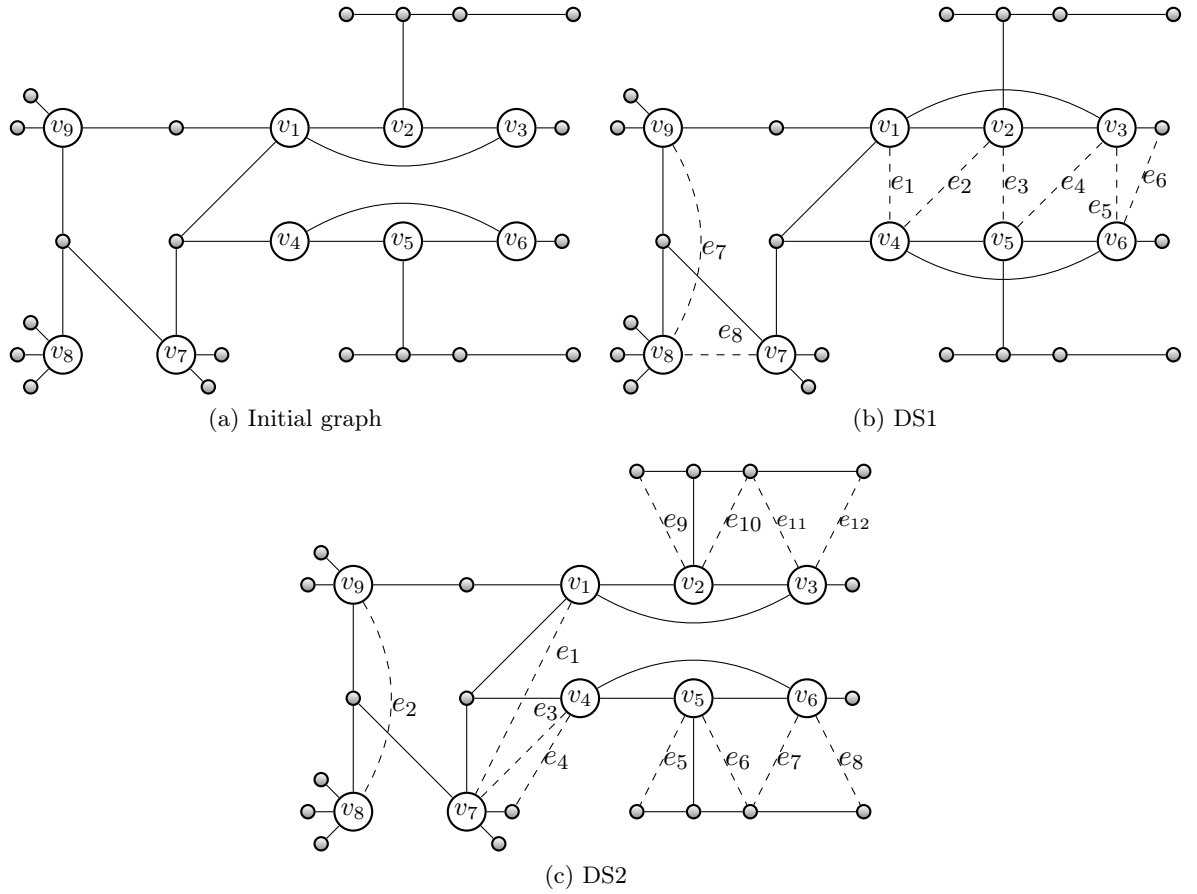 v9 v1 v2 v3
v4 v5 v6
v8 v7
(a) Initial graph
v9 v1 v2 v3
e1 e2 e3 e4 e5 e6
e7 v4 v5 v6
e8
v8 v7
(b) DS1
e9 e10 e11 e12
v9 v1 v2 v3
e1
e2 e3 v4 v5 v6
e4 e5 e6 e7 e8
v8 v7
(c) DS2